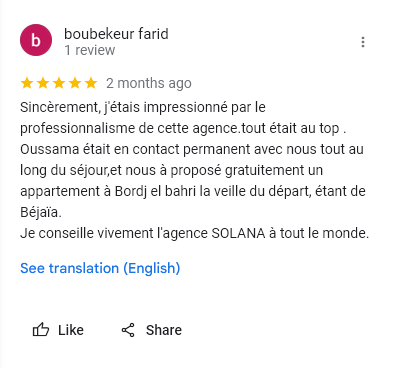 b
boubekeur farid
1 review
2 months ago
Sincèrement, j'étais impressionné par le
professionnalisme de cette agence.tout était au top .
Oussama était en contact permanent avec nous tout au
long du séjour,et nous à proposé gratuitement un
appartement à Bordj el bahri la veille du départ, étant de
Béjaïa.
Je conseille vivement l'agence SOLANA à tout le monde.
See translation (English)
Like
Share